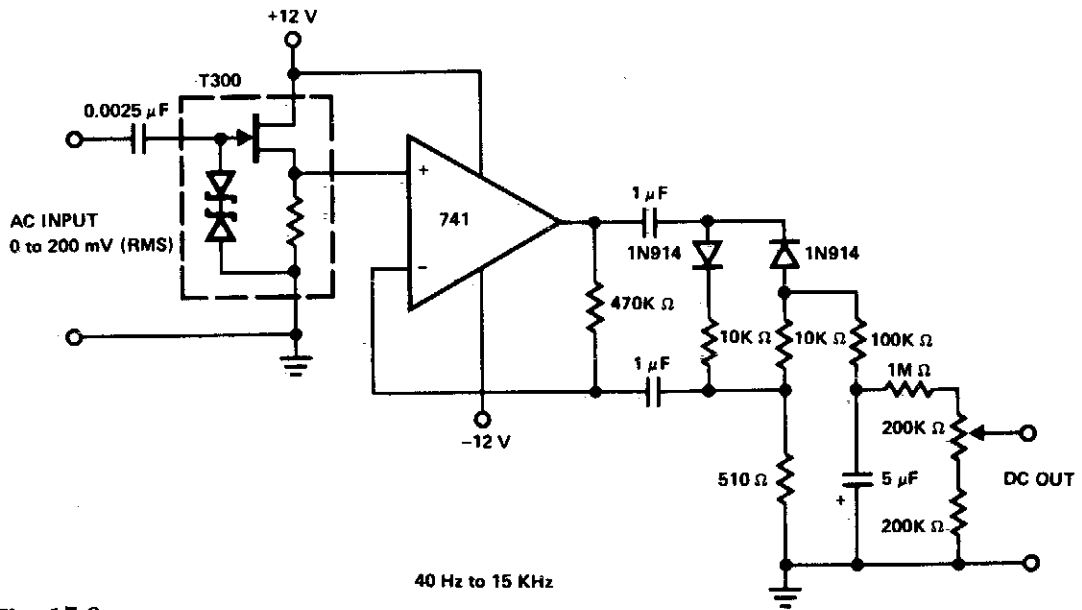 +12 V
T300
0.0025 μF
AC INPUT
0 to 200 mV (RMS)
+
741
−
1 μF
1N914
1N914
470K Ω
10K Ω
10K Ω
100K Ω
1 μF
1M Ω
200K Ω
−12 V
510 Ω
5 μF
+
DC OUT
200K Ω
40 Hz to 15 KHz